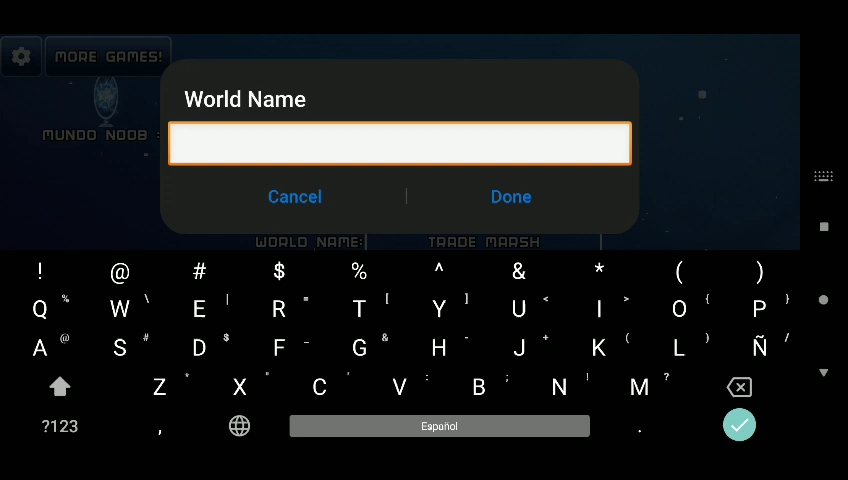 MORE GAMES!
World Name
MUNDO NOOB :
Cancel
Done
WORLD NAME:
TRADE MARSH
! @ # $ % ^ & * ( )
Q % W \ E | R = T [ Y ] U < I > O { P }
A @ S # D $ F _ G & H - J + K ( L ) Ñ /
Z * X " C ' V : B ; N ! M ?
?123 , Español .